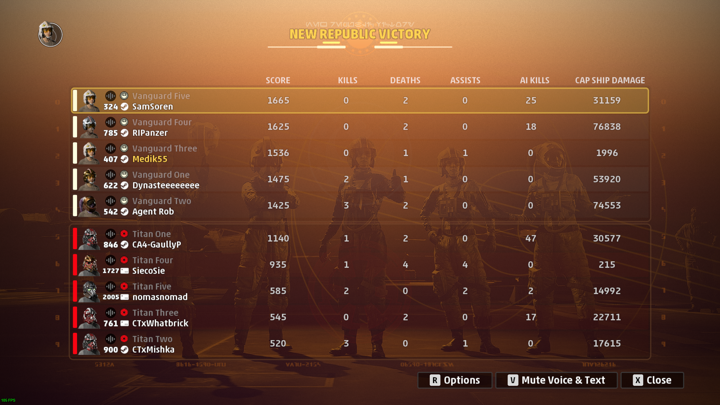 NEW REPUBLIC VICTORY
SCORE KILLS DEATHS ASSISTS AI KILLS CAP SHIP DAMAGE
Vanguard Five
324 SamSoren 1665 0 2 0 25 31159
Vanguard Four
785 RIPanzer 1625 0 2 0 18 76838
Vanguard Three
407 Medik55 1536 0 1 1 0 1996
Vanguard One
622 Dynasteeeeeee 1475 2 1 0 0 53920
Vanguard Two
542 Agent Rob 1425 3 2 0 0 74553
Titan One
846 CA4-GaullyP 1140 1 2 0 47 30577
Titan Four
1727 SiecoSie 935 1 4 4 0 215
Titan Five
2005 nomasnomad 585 2 0 2 2 14992
Titan Three
761 CTxWhatbrick 545 0 2 0 17 22711
Titan Two
900 CTxMishka 520 3 0 1 0 17615
R Options V Mute Voice & Text X Close